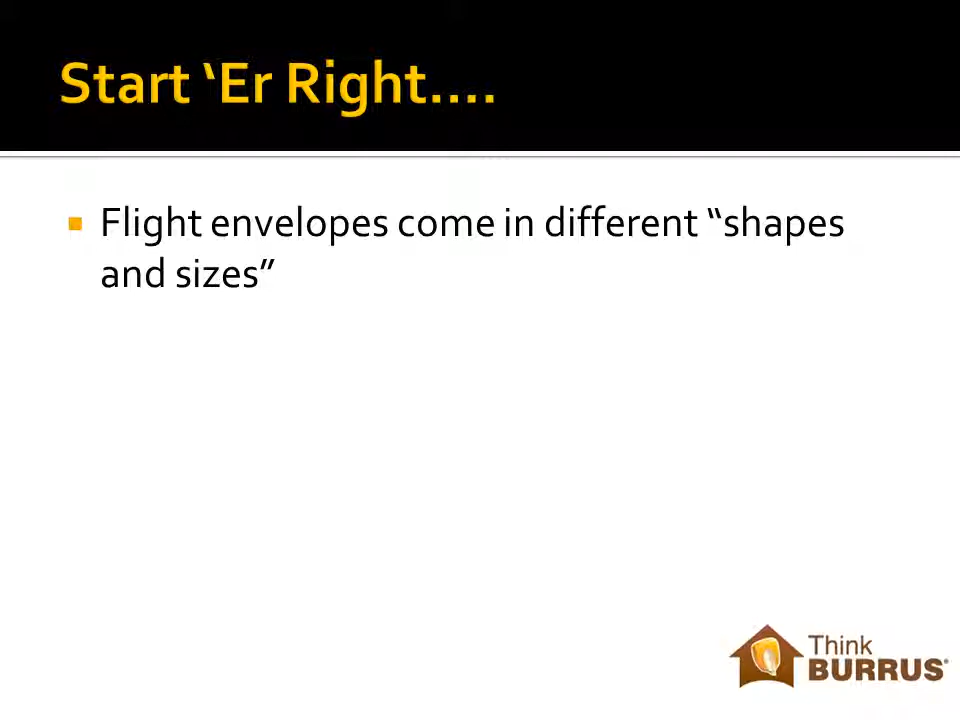 Start ‘Er Right….
Flight envelopes come in different “shapes
and sizes”
Think
BURRUS®